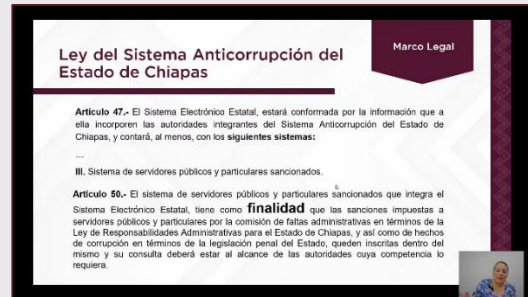 Marco Legal
Ley del Sistema Anticorrupción del
Estado de Chiapas
Artículo 47.- El Sistema Electrónico Estatal, estará conformada por la información que a
ella incorporen las autoridades integrantes del Sistema Anticorrupción del Estado de
Chiapas, y contará, al menos, con los siguientes sistemas:
...
III. Sistema de servidores públicos y particulares sancionados.
Artículo 50.- El sistema de servidores públicos y particulares sancionados que integra el
Sistema Electrónico Estatal, tiene como finalidad que las sanciones impuestas a
servidores públicos y particulares por la comisión de faltas administrativas en términos de la
Ley de Responsabilidades Administrativas para el Estado de Chiapas, y así como de hechos
de corrupción en términos de la legislación penal del Estado, queden inscritas dentro del
mismo y su consulta deberá estar al alcance de las autoridades cuya competencia lo
requiera.